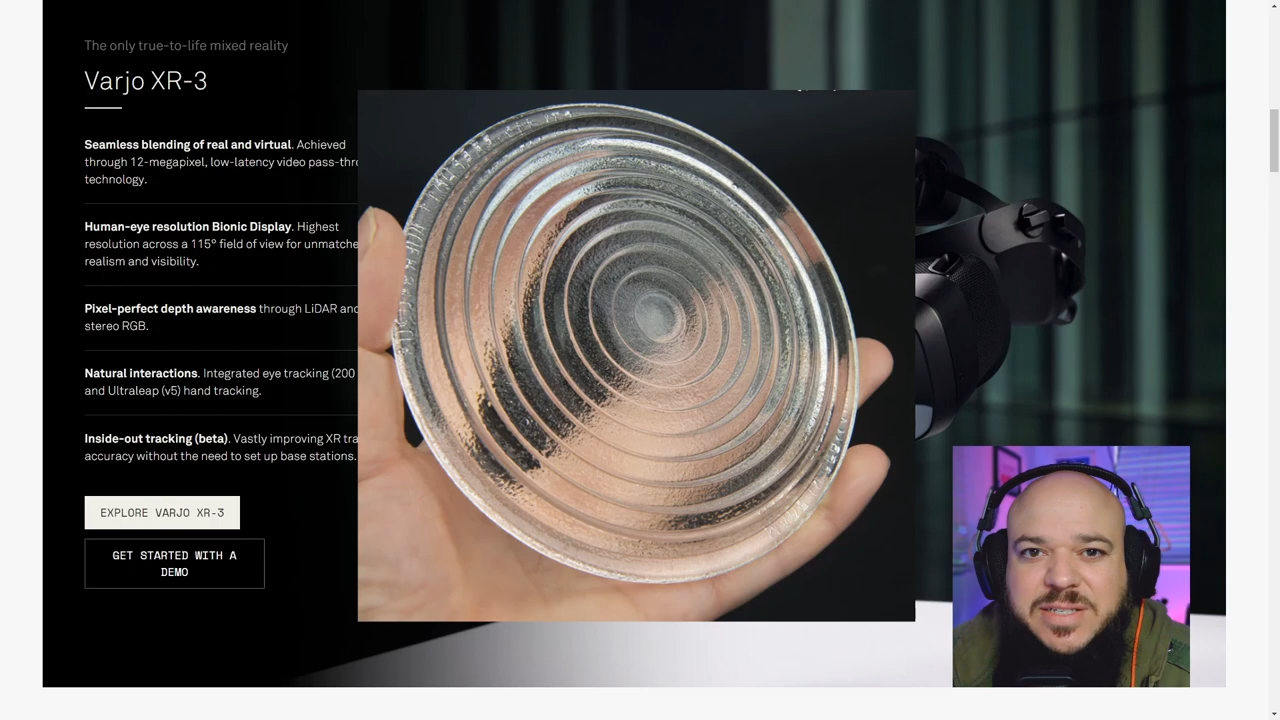 The only true-to-life mixed reality
Varjo XR-3
Seamless blending of real and virtual. Achieved
through 12-megapixel, low-latency video pass-thr
technology.
Human-eye resolution Bionic Display. Highest
resolution across a 115° field of view for unmatche
realism and visibility.
Pixel-perfect depth awareness through LiDAR and
stereo RGB.
Natural interactions. Integrated eye tracking (200
and Ultraleap (v5) hand tracking.
Inside-out tracking (beta). Vastly improving XR tra
accuracy without the need to set up base stations.
EXPLORE VARJO XR-3
GET STARTED WITH A
DEMO